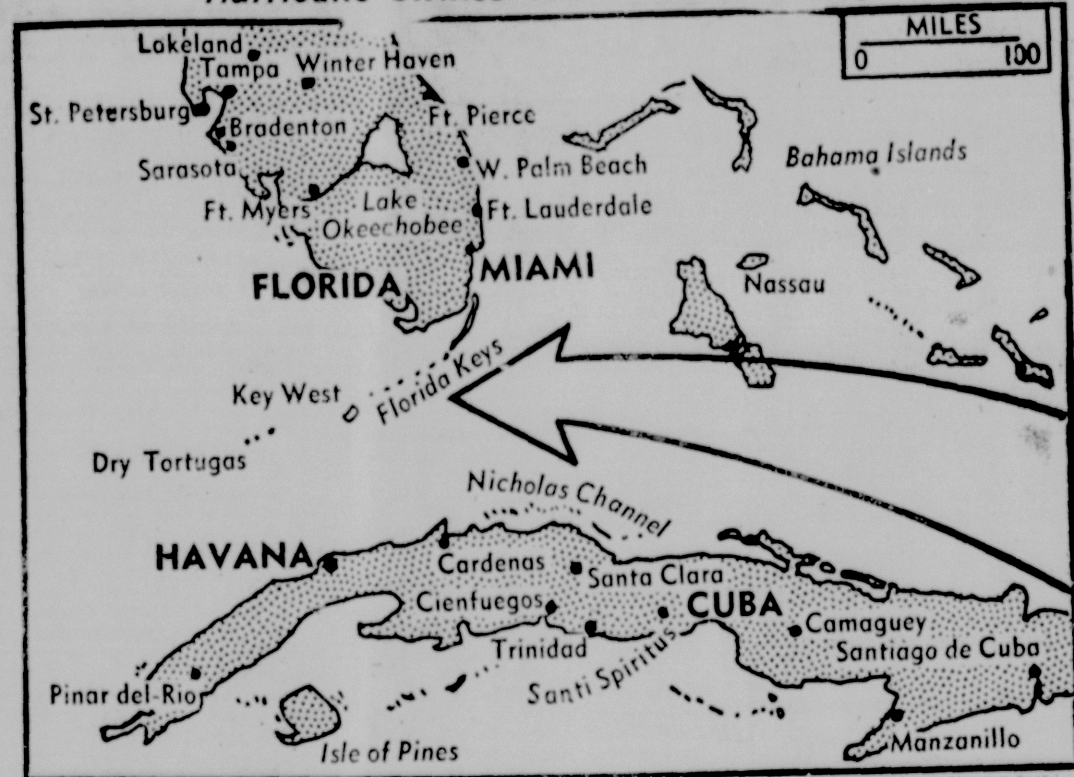 Hurricane
MILES
0 100
Lakeland
Tampa
Winter Haven
St. Petersburg
Bradenton
Ft. Pierce
Sarasota
W. Palm Beach
Bahama Islands
Ft. Myers
Lake
Okeechobee
Ft. Lauderdale
FLORIDA
MIAMI
Nassau
Key West
Florida Keys
Dry Tortugas
Nicholas Channel
HAVANA
Cardenas
Santa Clara
Cienfuegos
CUBA
Camaguey
Trinidad
Santi Spiritus
Santiago de Cuba
Pinar del-Rio
Isle of Pines
Manzanillo